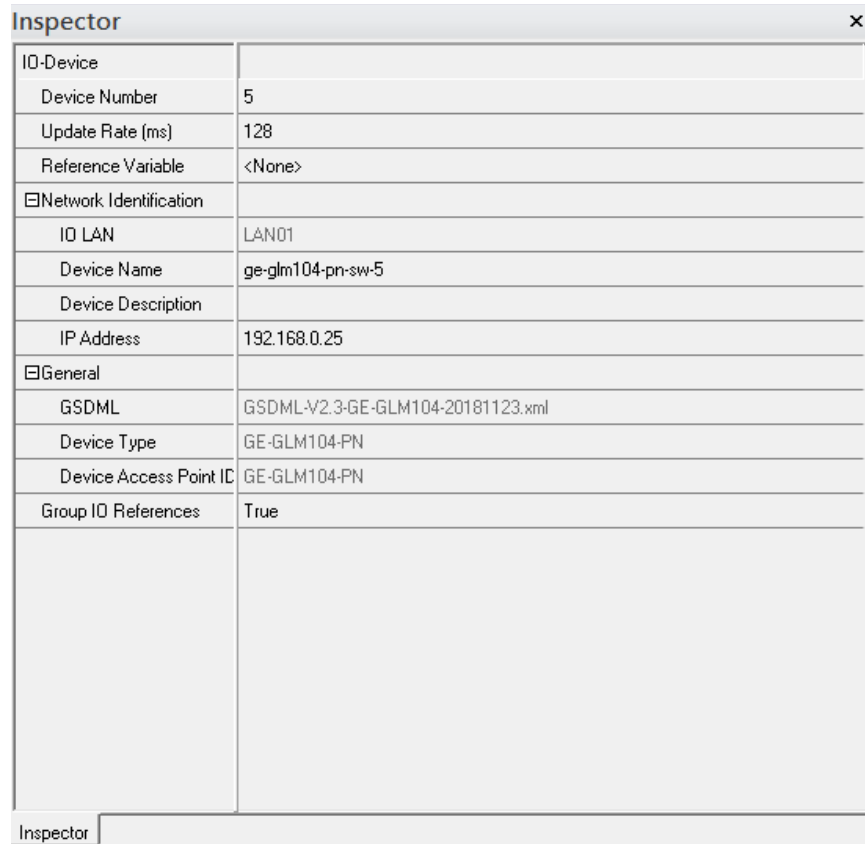 Inspector
IO-Device
Device Number 5
Update Rate (ms) 128
Reference Variable <None>
Network Identification
IO LAN LAN01
Device Name ge-glm104-pn-sw-5
Device Description
IP Address 192.168.0.25
General
GSDML GSDML-V2.3-GE-GLM104-20181123.xml
Device Type GE-GLM104-PN
Device Access Point ID GE-GLM104-PN
Group IO References True
Inspector